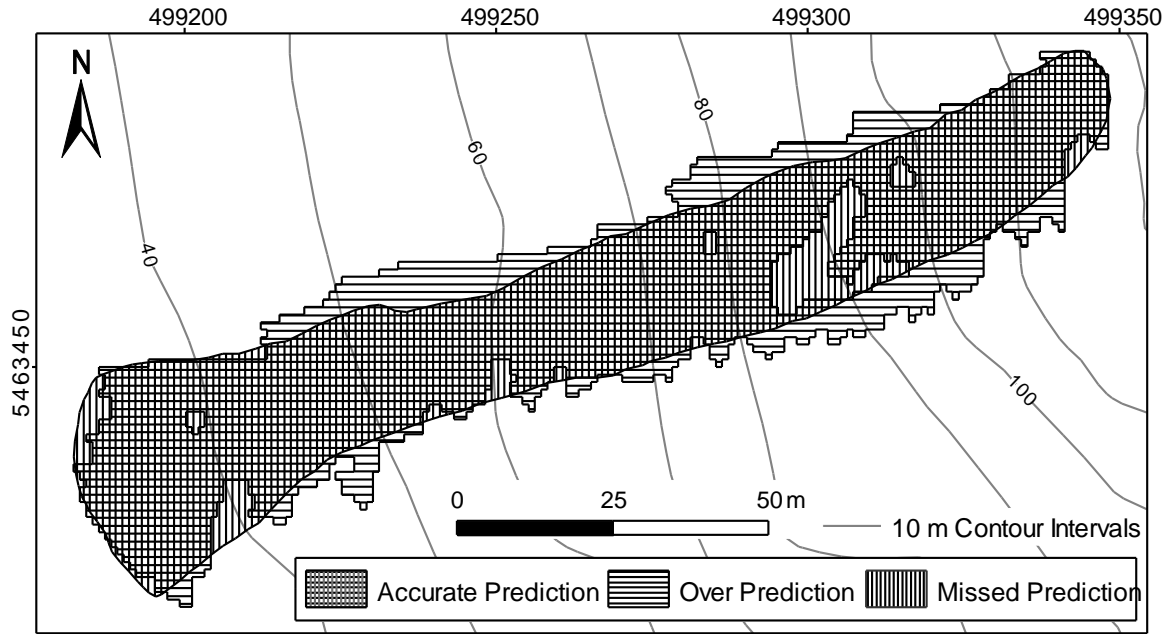 499200 499250 499300 499350
N
80
60
40
5463450
100
0 25 50 m
10 m Contour Intervals
Accurate Prediction Over Prediction Missed Prediction